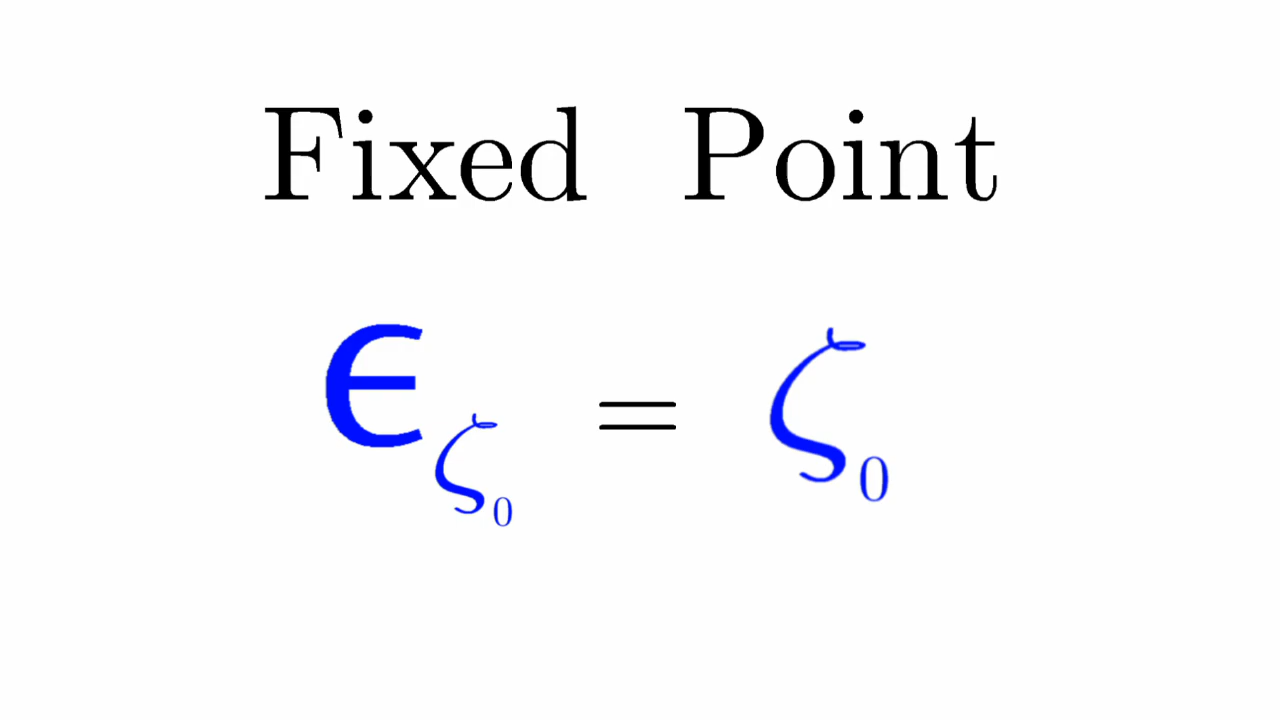 Fixed Point
ϵ_ζ₀ = ζ₀